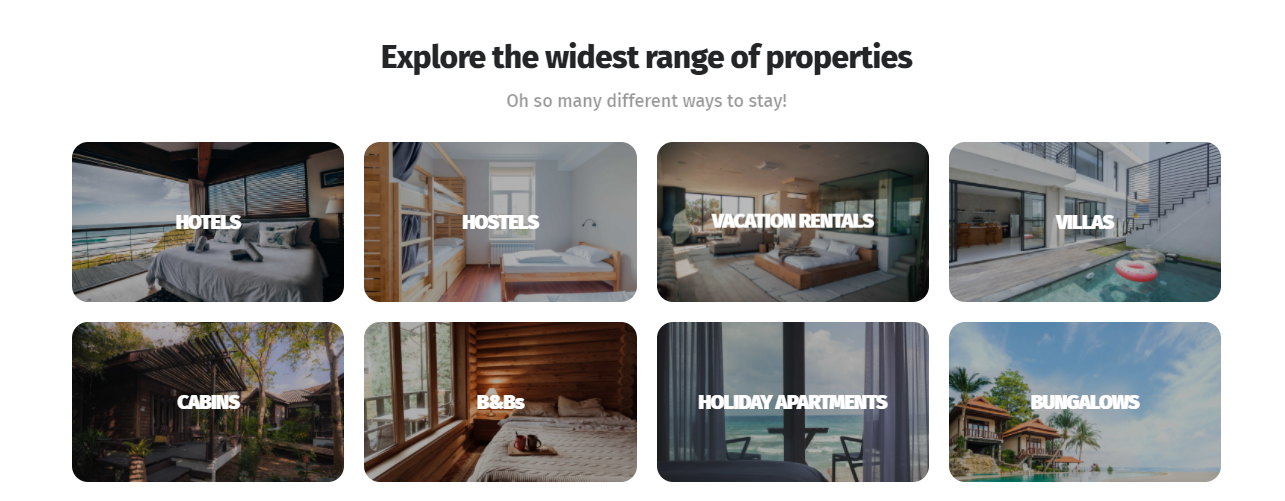 Explore the widest range of properties
Oh so many different ways to stay!
HOTELS
HOSTELS
VACATION RENTALS
VILLAS
CABINS
B&Bs
HOLIDAY APARTMENTS
BUNGALOWS